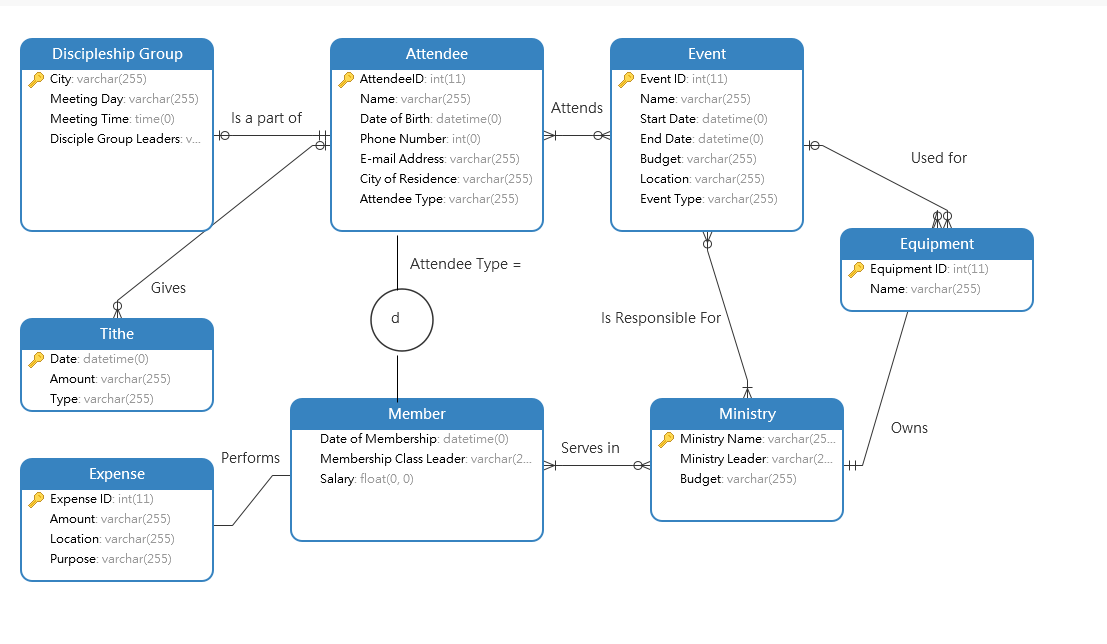 Discipleship Group
City: varchar(255)
Meeting Day: varchar(255)
Meeting Time: time(0)
Disciple Group Leaders: v...
Is a part of
Attendee
AttendeeID: int(11)
Name: varchar(255)
Date of Birth: datetime(0)
Phone Number: int(0)
E-mail Address: varchar(255)
City of Residence: varchar(255)
Attendee Type: varchar(255)
Attends
Event
Event ID: int(11)
Name: varchar(255)
Start Date: datetime(0)
End Date: datetime(0)
Budget: varchar(255)
Location: varchar(255)
Event Type: varchar(255)
Used for
Equipment
Equipment ID: int(11)
Name: varchar(255)
Attendee Type =
d
Gives
Is Responsible For
Tithe
Date: datetime(0)
Amount: varchar(255)
Type: varchar(255)
Owns
Expense
Expense ID: int(11)
Amount: varchar(255)
Location: varchar(255)
Purpose: varchar(255)
Performs
Member
Date of Membership: datetime(0)
Membership Class Leader: varchar(2...
Salary: float(0, 0)
Serves in
Ministry
Ministry Name: varchar(25...
Ministry Leader: varchar(2...
Budget: varchar(255)